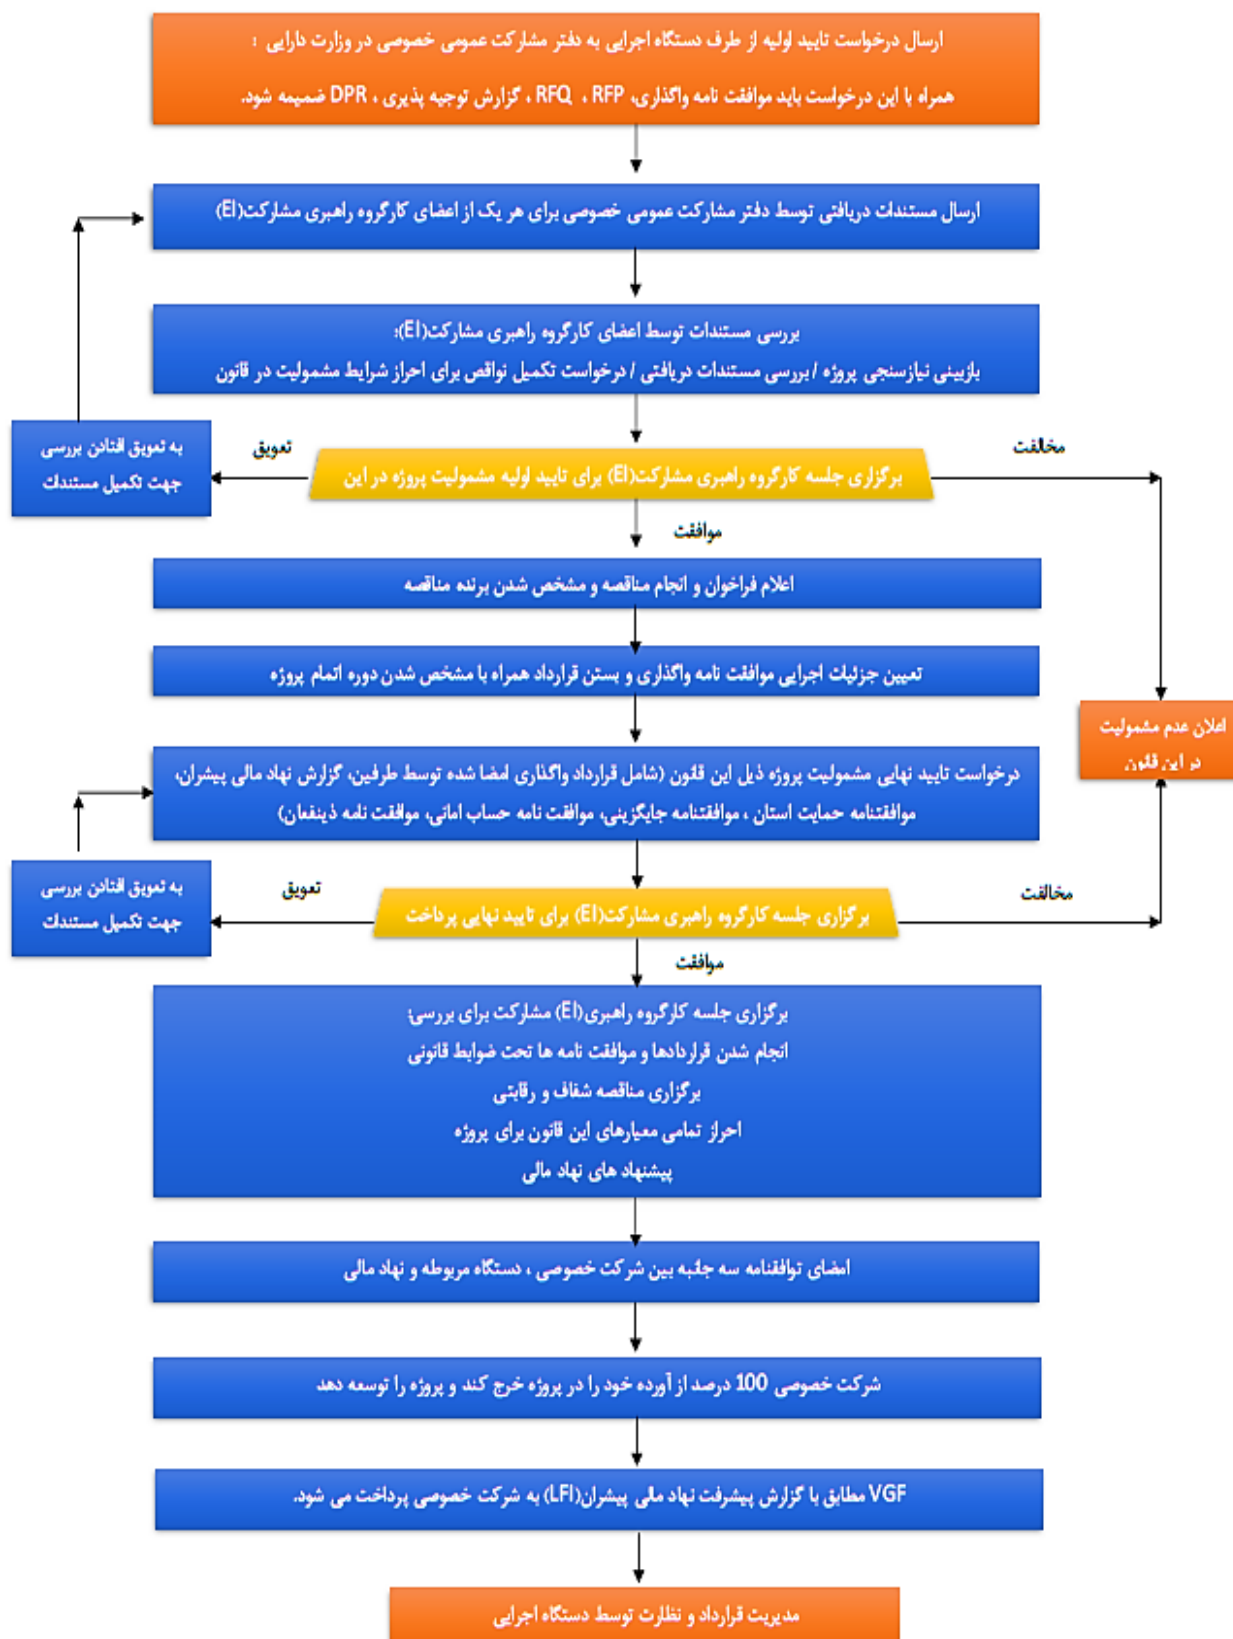 ارسال درخواست تایید اولیه از طرف دستگاه اجرایی به دفتر مشارکت عمومی خصوصی در وزارت دارایی :
همراه با این درخواست باید موافقت نامه واگذاری، RFQ ، RFP ، گزارش توجیه پذیری ، DPR ضمیمه شود.
ارسال مستندات دریافتی توسط دفتر مشارکت عمومی خصوصی برای هر یک از اعضای کارگروه راهبری مشارکت(EI)
بررسی مستندات توسط اعضای کارگروه راهبری مشارکت(EI):
بازبینی نیازسنجی پروژه / بررسی مستندات دریافتی / درخواست تکمیل نواقص برای احراز شرایط مشمولیت در قانون
مخالفت
تعویق
به تعویق افتادن بررسی
جهت تکمیل مستندات
برگزاری جلسه کارگروه راهبری مشارکت(EI) برای تایید اولیه مشمولیت پروژه در این
موافقت
اعلام فراخوان و انجام مناقصه و مشخص شدن برنده مناقصه
تعیین جزئیات اجرایی موافقت نامه واگذاری و بستن قرارداد همراه با مشخص شدن دوره اتمام پروژه
اعلان عدم مشمولیت
در این قانون
درخواست تایید نهایی مشمولیت پروژه ذیل این قانون (شامل قرارداد واگذاری امضا شده توسط طرفین، گزارش نهاد مالی پیشران،
موافقتنامه حمایت استان ، موافقتنامه جایگزینی، موافقت نامه حساب امانی، موافقت نامه ذینفعان)
مخالفت
تعویق
به تعویق افتادن بررسی
جهت تکمیل مستندات
برگزاری جلسه کارگروه راهبری مشارکت(EI) برای تایید نهایی پرداخت
موافقت
برگزاری جلسه کارگروه راهبری(EI) مشارکت برای بررسی:
انجام شدن قراردادها و موافقت نامه ها تحت ضوابط قانونی
برگزاری مناقصه شفاف و رقابتی
احراز تمامی معیارهای این قانون برای پروژه
پیشنهاد های نهاد مالی
امضای توافقنامه سه جانبه بین شرکت خصوصی ، دستگاه مربوطه و نهاد مالی
شرکت خصوصی 100 درصد از آورده خود را در پروژه خرج کند و پروژه را توسعه دهد
VGF مطابق با گزارش پیشرفت نهاد مالی پیشران(LFI) به شرکت خصوصی پرداخت می شود.
مدیریت قرارداد و نظارت توسط دستگاه اجرایی